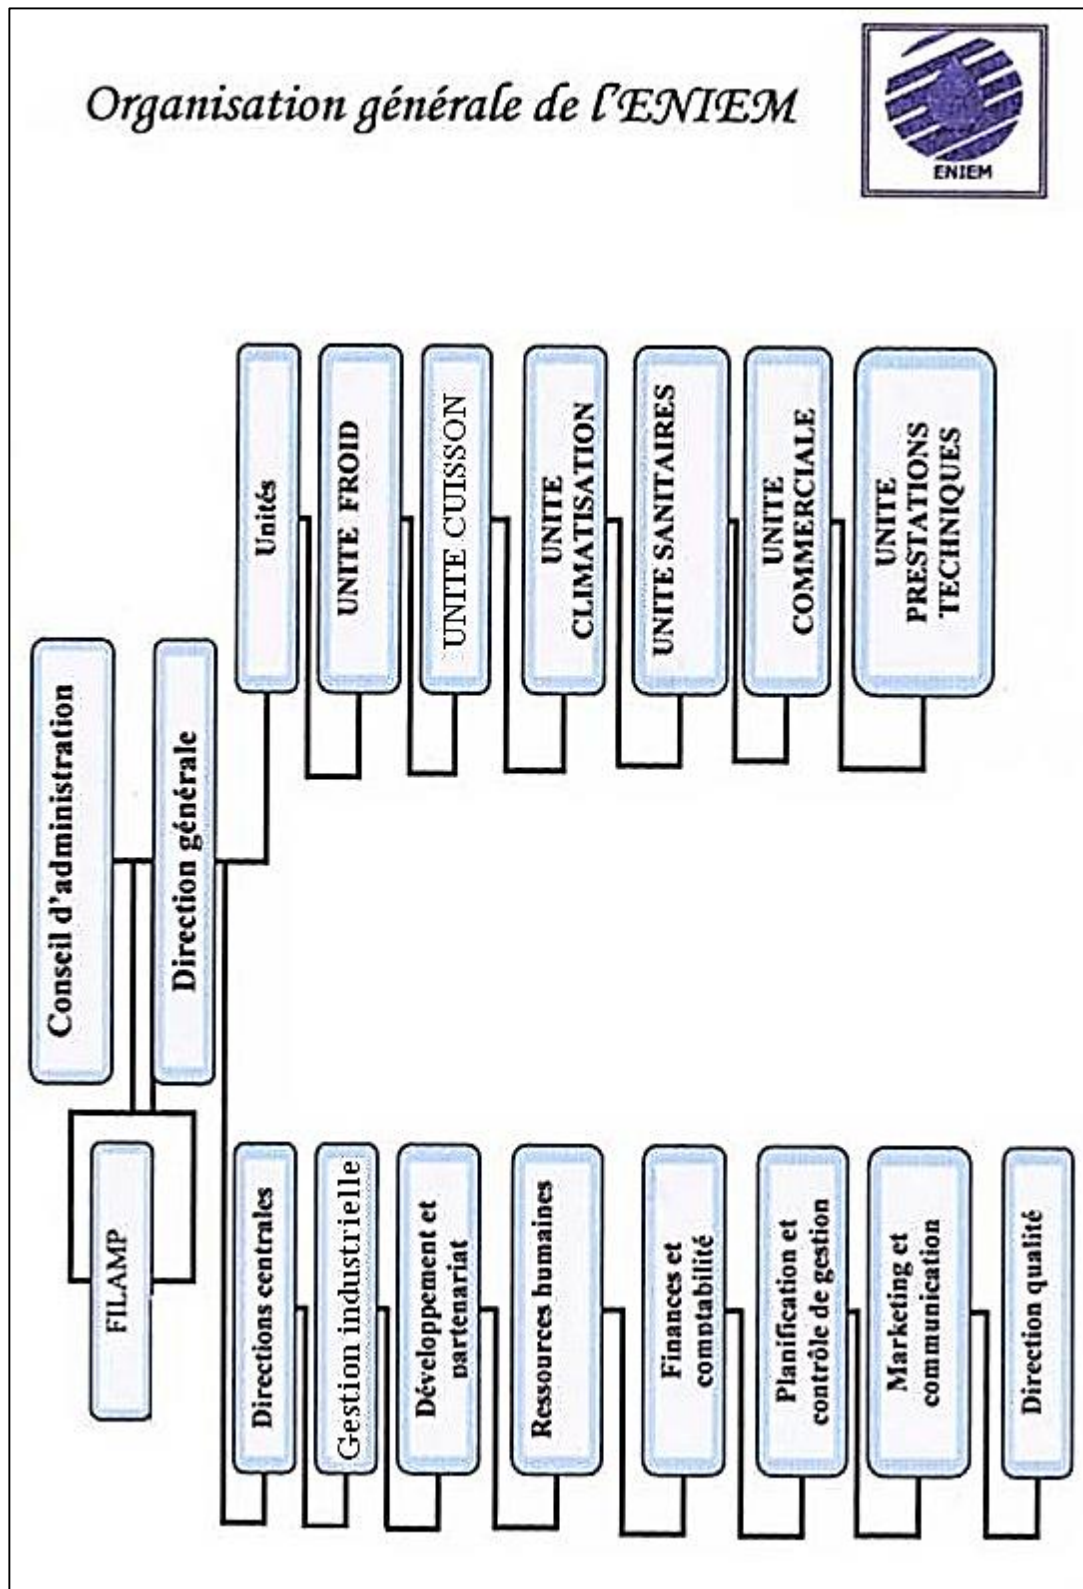 Organisation générale de l'ENIEM
ENIEM
Conseil d'administration
Direction générale
FILAMP
Unités
UNITE FROID
UNITE CUISSON
UNITE
CLIMATISATION
UNITE SANITAIRES
UNITE
COMMERCIALE
UNITE
PRESTATIONS
TECHNIQUES
Directions centrales
Gestion industrielle
Développement et
partenariat
Ressources humaines
Finances et
comptabilité
Planification et
contrôle de gestion
Marketing et
communication
Direction qualité